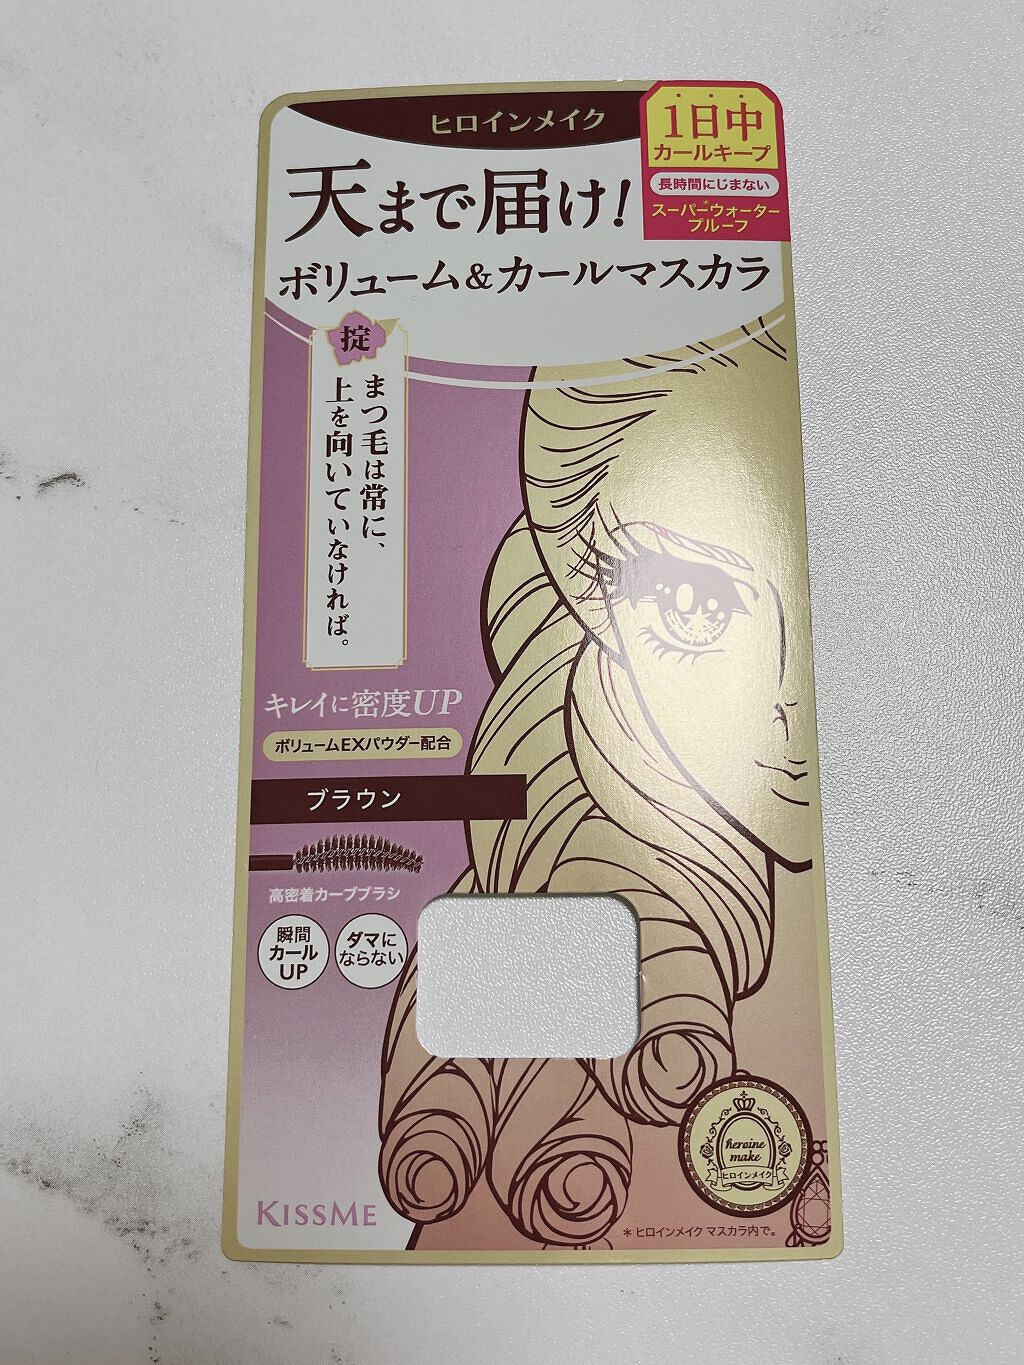 ヒロインメイク
1日中
カールキープ
長時間にじまない
スーパー*ウォーター
プルーフ
天まで届け!
ボリューム&カールマスカラ
掟
まつ毛は常に、
上を向いていなければ。
キレイに密度UP
ボリュームEXパウダー配合
ブラウン
高密着カーブブラシ
瞬間
カール
UP
ダマに
ならない
heroine
make
ヒロインメイク
KISSME
*ヒロインメイク マスカラ内で。